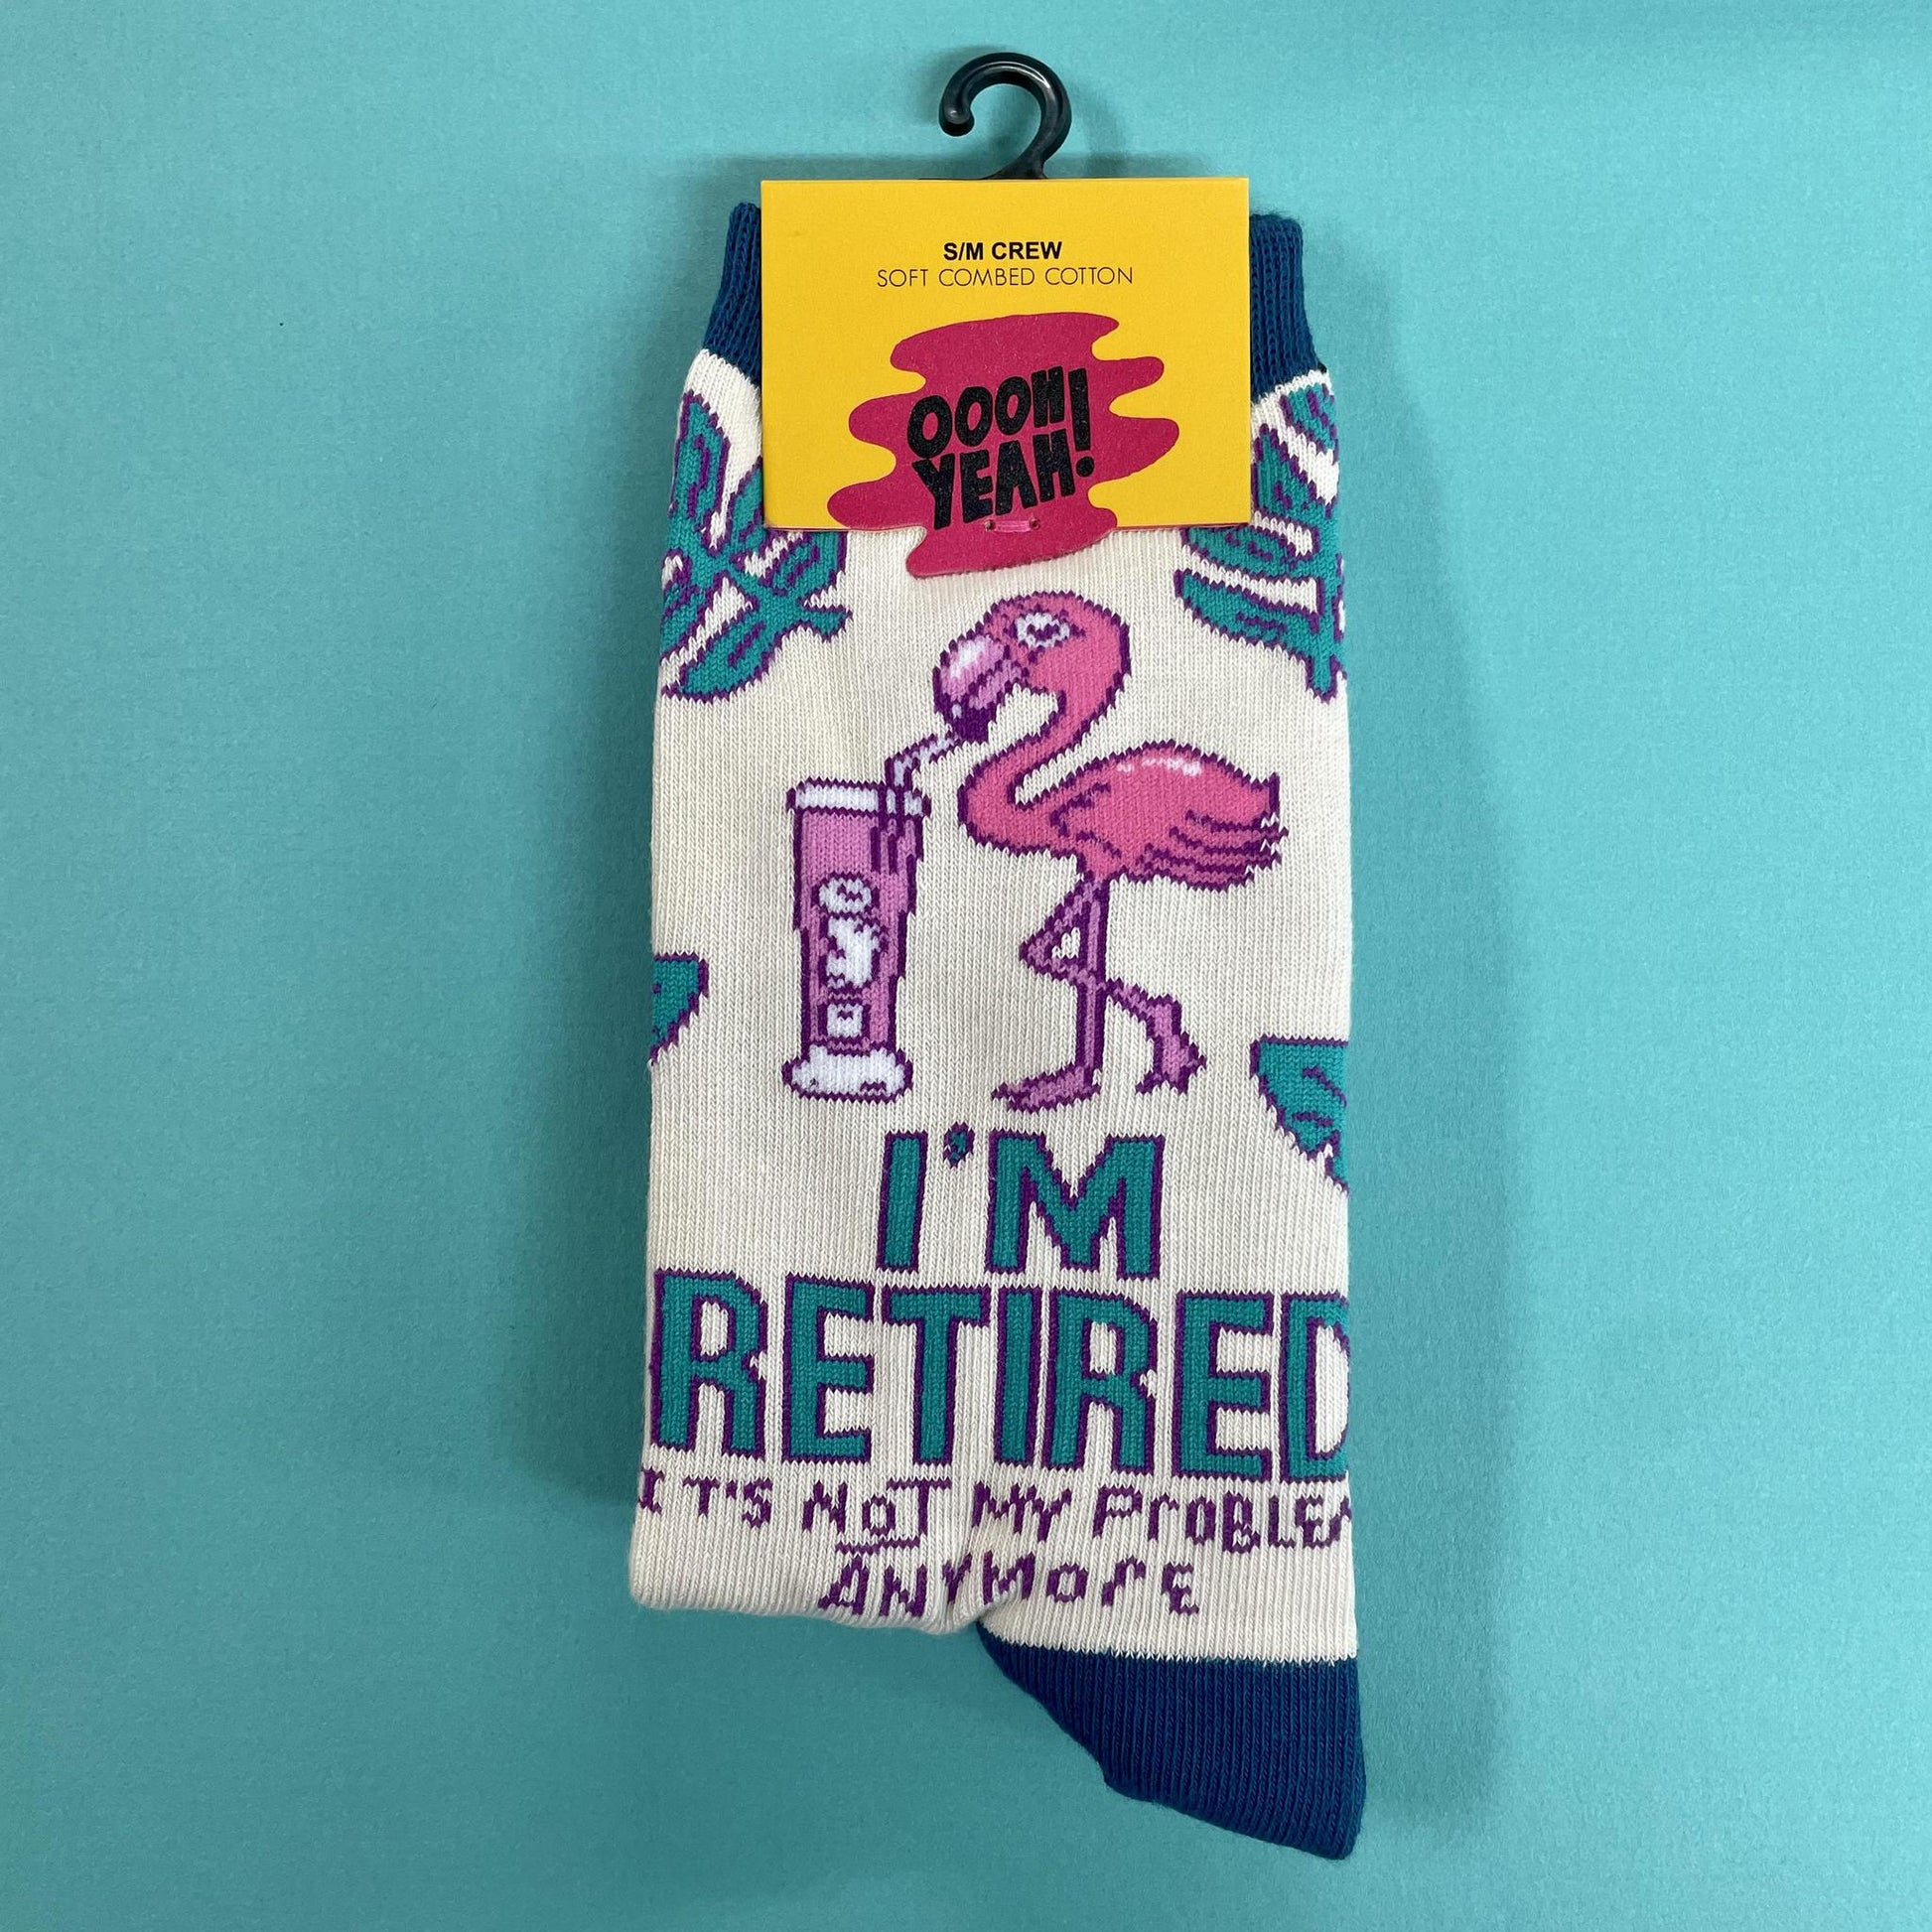 S/M CREW
SOFT COMBED COTTON
OOOH
YEAH!
I'M
RETIRED
IT'S NOT MY PROBLEM
ANYMORE